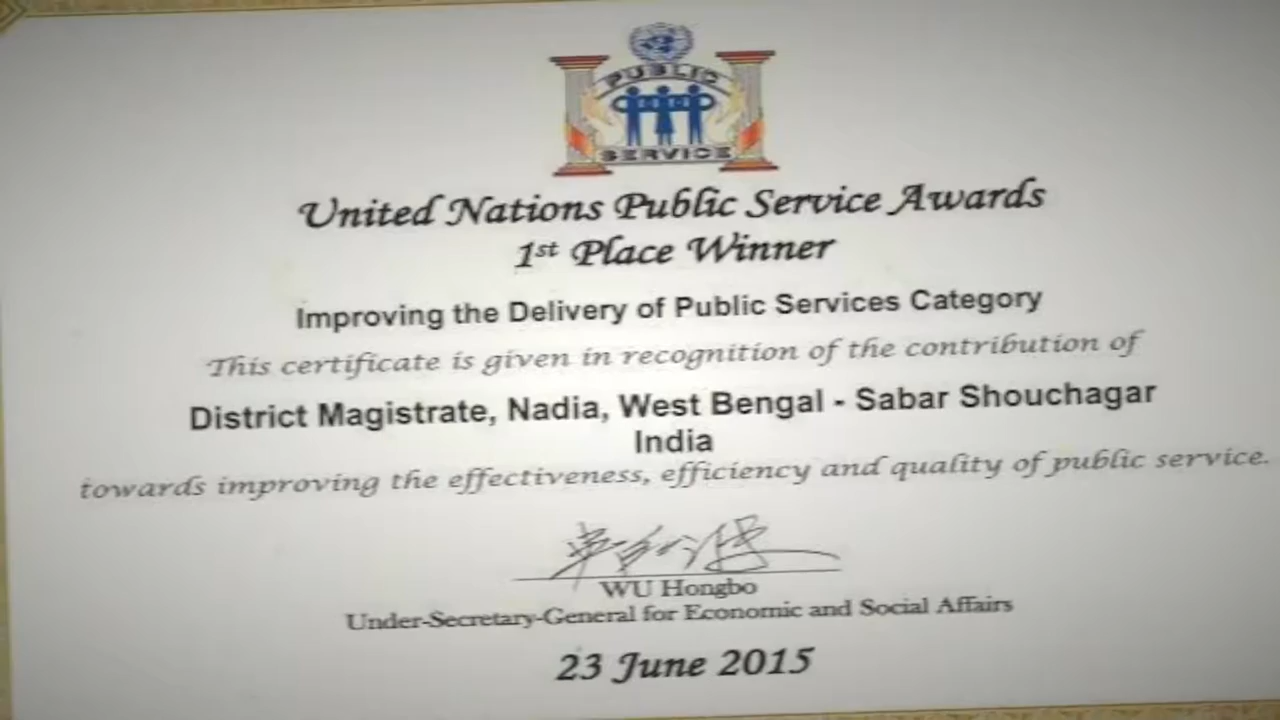 PUBLIC
SERVICE
United Nations Public Service Awards
1st Place Winner
Improving the Delivery of Public Services Category
This certificate is given in recognition of the contribution of
District Magistrate, Nadia, West Bengal - Sabar Shouchagar
India
towards improving the effectiveness, efficiency and quality of public service.
WU Hongbo
Under-Secretary-General for Economic and Social Affairs
23 June 2015